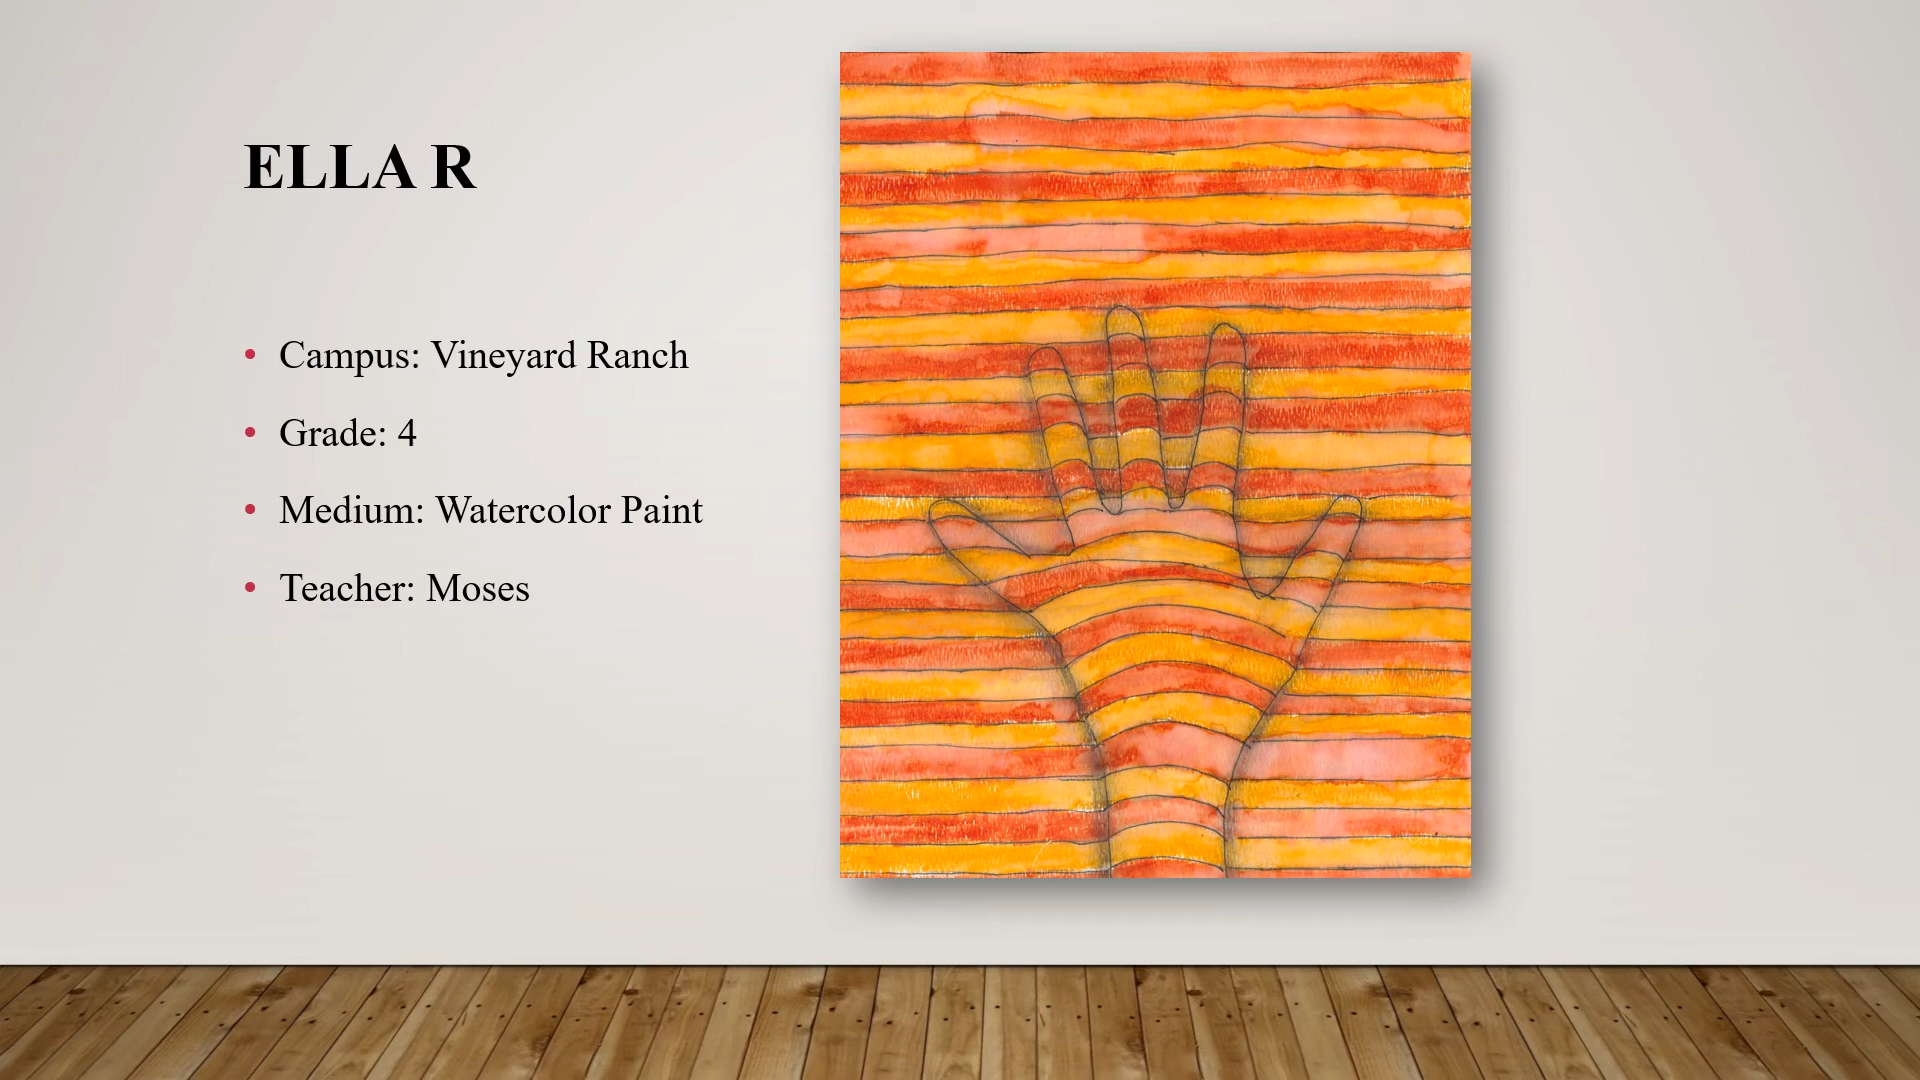 ELLA R
• Campus: Vineyard Ranch
• Grade: 4
• Medium: Watercolor Paint
• Teacher: Moses